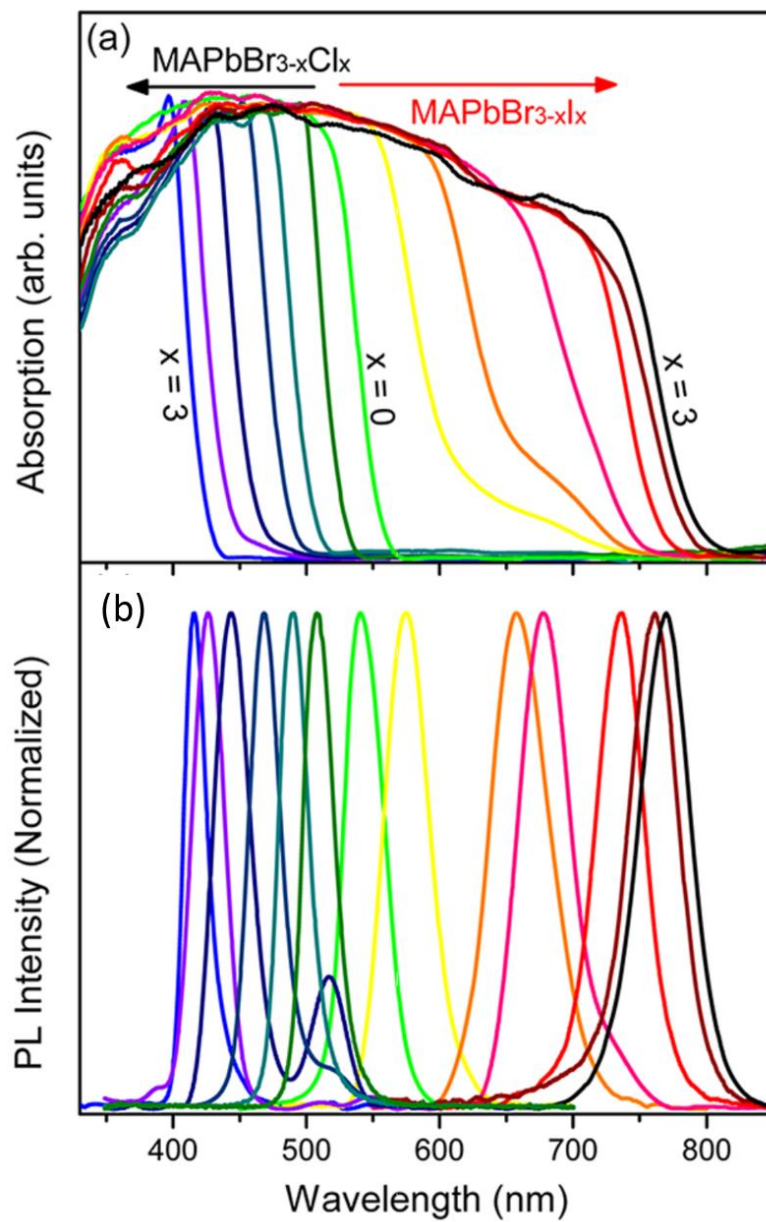 (a)
MAPbBr₃₋ₓClₓ
MAPbBr₃₋ₓIₓ
Absorption (arb. units)
x = 3
x = 0
x = 3
(b)
PL Intensity (Normalized)
400 500 600 700 800
Wavelength (nm)